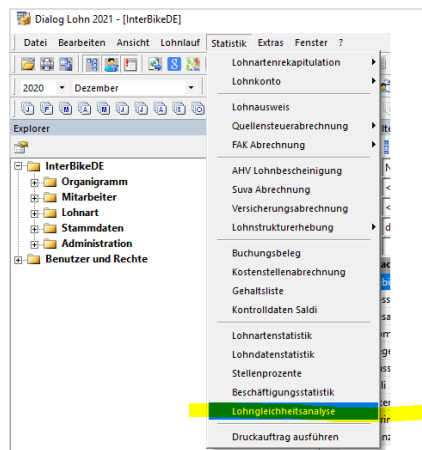 Dialog Lohn 2021 - [InterBikeDE]
Datei Bearbeiten Ansicht Lohnlauf Statistik Extras Fenster ?
2020 Dezember
Explorer
InterBikeDE
Organigramm
Mitarbeiter
Lohnart
Stammdaten
Administration
Benutzer und Rechte
Lohnartenrekapitulation
Lohnkonto
Lohnausweis
Quellensteuerabrechnung
FAK Abrechnung
AHV Lohnbescheinigung
Suva Abrechnung
Versicherungsabrechnung
Lohnstrukturerhebung
Buchungsbeleg
Kostenstellenabrechnung
Gehaltsliste
Kontrolldaten Saldi
Lohnartenstatistik
Lohndatenstatistik
Stellenprozente
Beschäftigungsstatistik
Lohngleichheitsanalyse
Druckauftrag ausführen